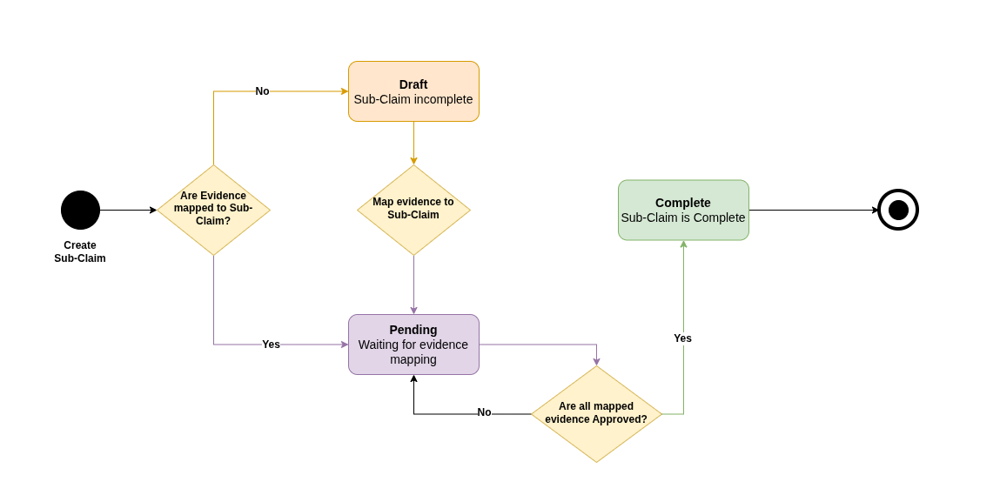 No
Draft
Sub-Claim incomplete
Create
Sub-Claim
Are Evidence
mapped to Sub-
Claim?
Map evidence to
Sub-Claim
Complete
Sub-Claim is Complete
Yes
Pending
Waiting for evidence
mapping
Yes
No
Are all mapped
evidence Approved?